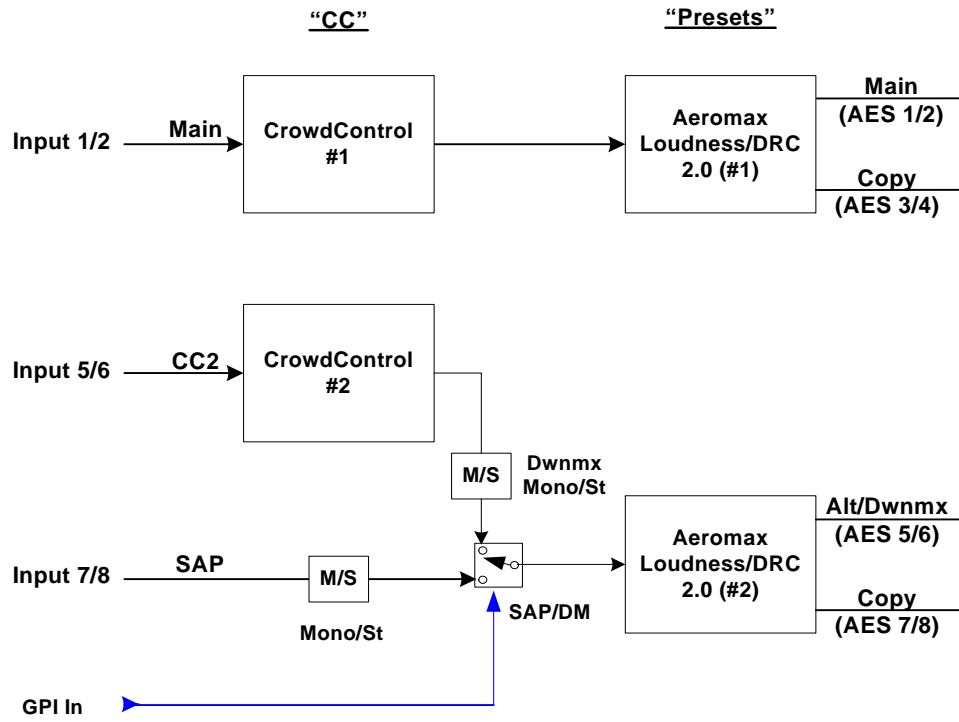 “CC”
“Presets”
Input 1/2
Main
CrowdControl
#1
Aeromax
Loudness/DRC
2.0 (#1)
Main
(AES 1/2)
Copy
(AES 3/4)
Input 5/6
CC2
CrowdControl
#2
M/S
Dwnmx
Mono/St
Input 7/8
SAP
M/S
Mono/St
SAP/DM
Aeromax
Loudness/DRC
2.0 (#2)
Alt/Dwnmx
(AES 5/6)
Copy
(AES 7/8)
GPI In